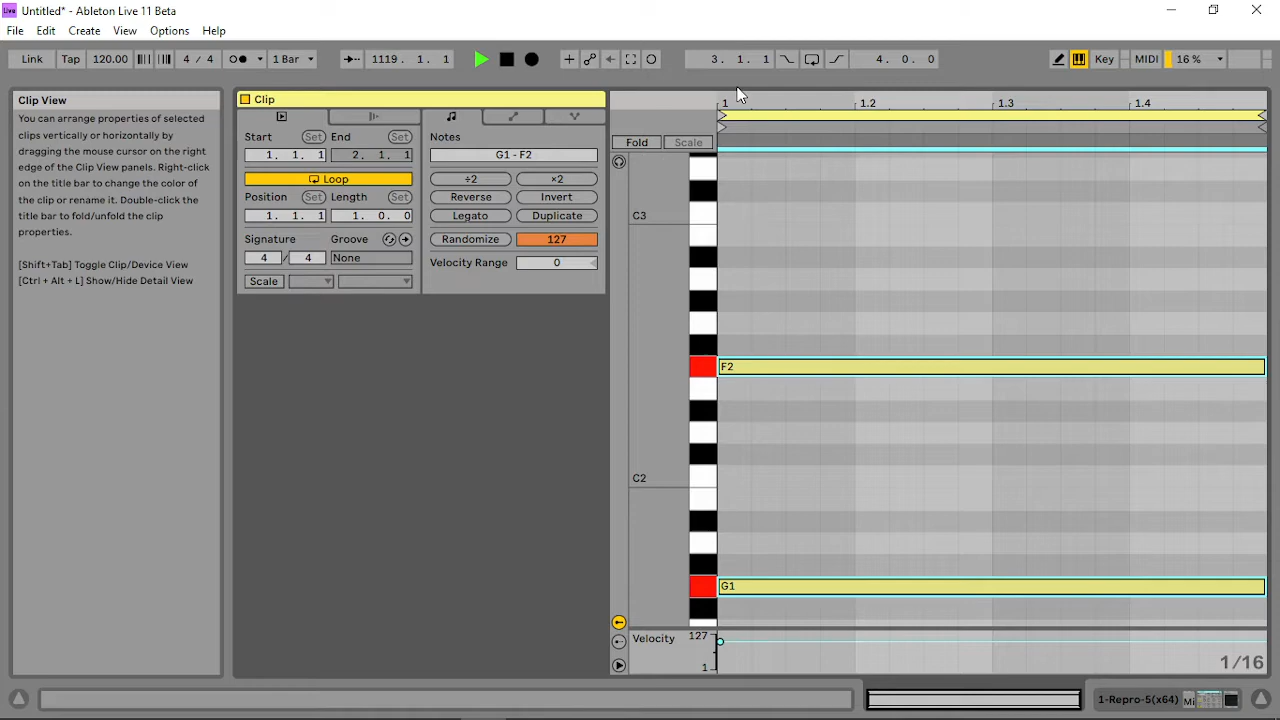 Live Untitled* - Ableton Live 11 Beta
File Edit Create View Options Help
Link Tap 120.00 4 / 4 1 Bar 1119. 1. 1 3. 1. 1 4. 0. 0 Key MIDI 16 %
Clip View
You can arrange properties of selected
clips vertically or horizontally by
dragging the mouse cursor on the right
edge of the Clip View panels. Right-click
on the title bar to change the color of
the clip or rename it. Double-click the
title bar to fold/unfold the clip
properties.
[Shift+Tab] Toggle Clip/Device View
[Ctrl + Alt + L] Show/Hide Detail View
Clip
Start Set End Set
1. 1. 1 2. 1. 1
Loop
Position Set Length Set
1. 1. 1 1. 0. 0
Signature Groove
4 / 4 None
Scale
Notes
G1 - F2
÷2 ×2
Reverse Invert
Legato Duplicate
Randomize 127
Velocity Range 0
1 1.2 1.3 1.4
Fold Scale
C3
F2
C2
G1
Velocity 127
1
1/16
1-Repro-5(x64) Mi